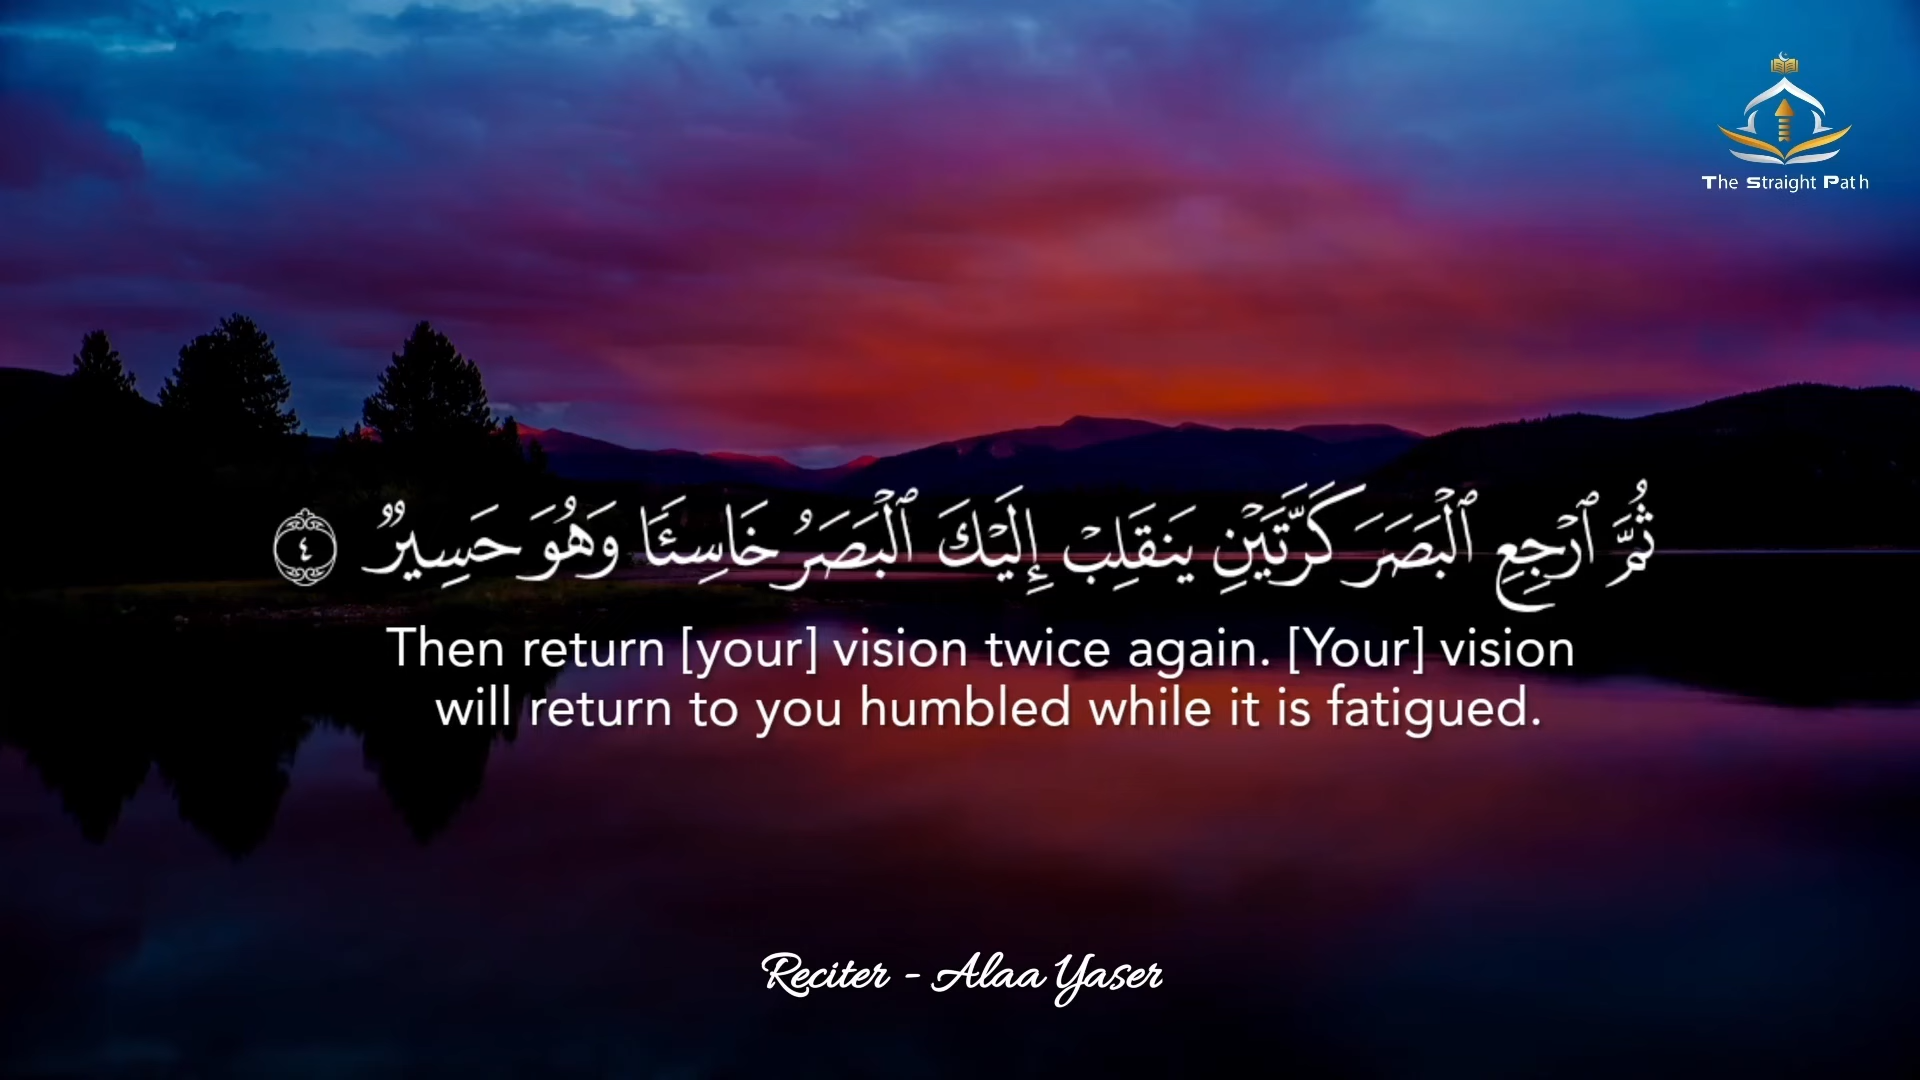 The Straight Path
ثُمَّ ٱرْجِعِ ٱلْبَصَرَ كَرَّتَيْنِ يَنقَلِبْ إِلَيْكَ ٱلْبَصَرُ خَاسِئًا وَهُوَ حَسِيرٌ ٤
Then return [your] vision twice again. [Your] vision
will return to you humbled while it is fatigued.
Reciter - Alaa Yaser